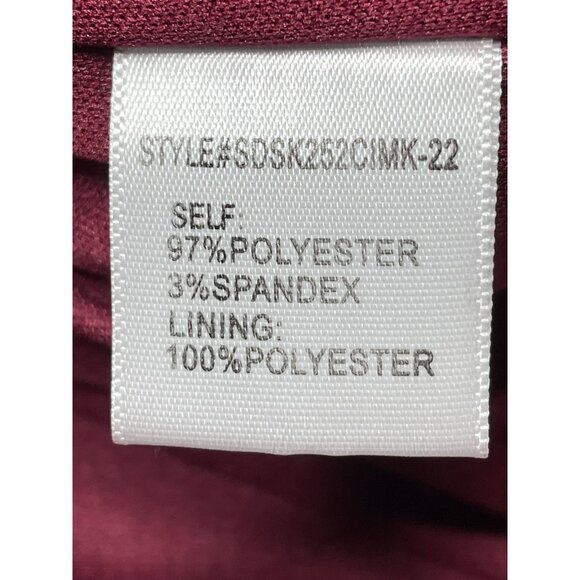 STYLE#SDSK252CIMK-22
SELF:
97%POLYESTER
3%SPANDEX
LINING:
100%POLYESTER